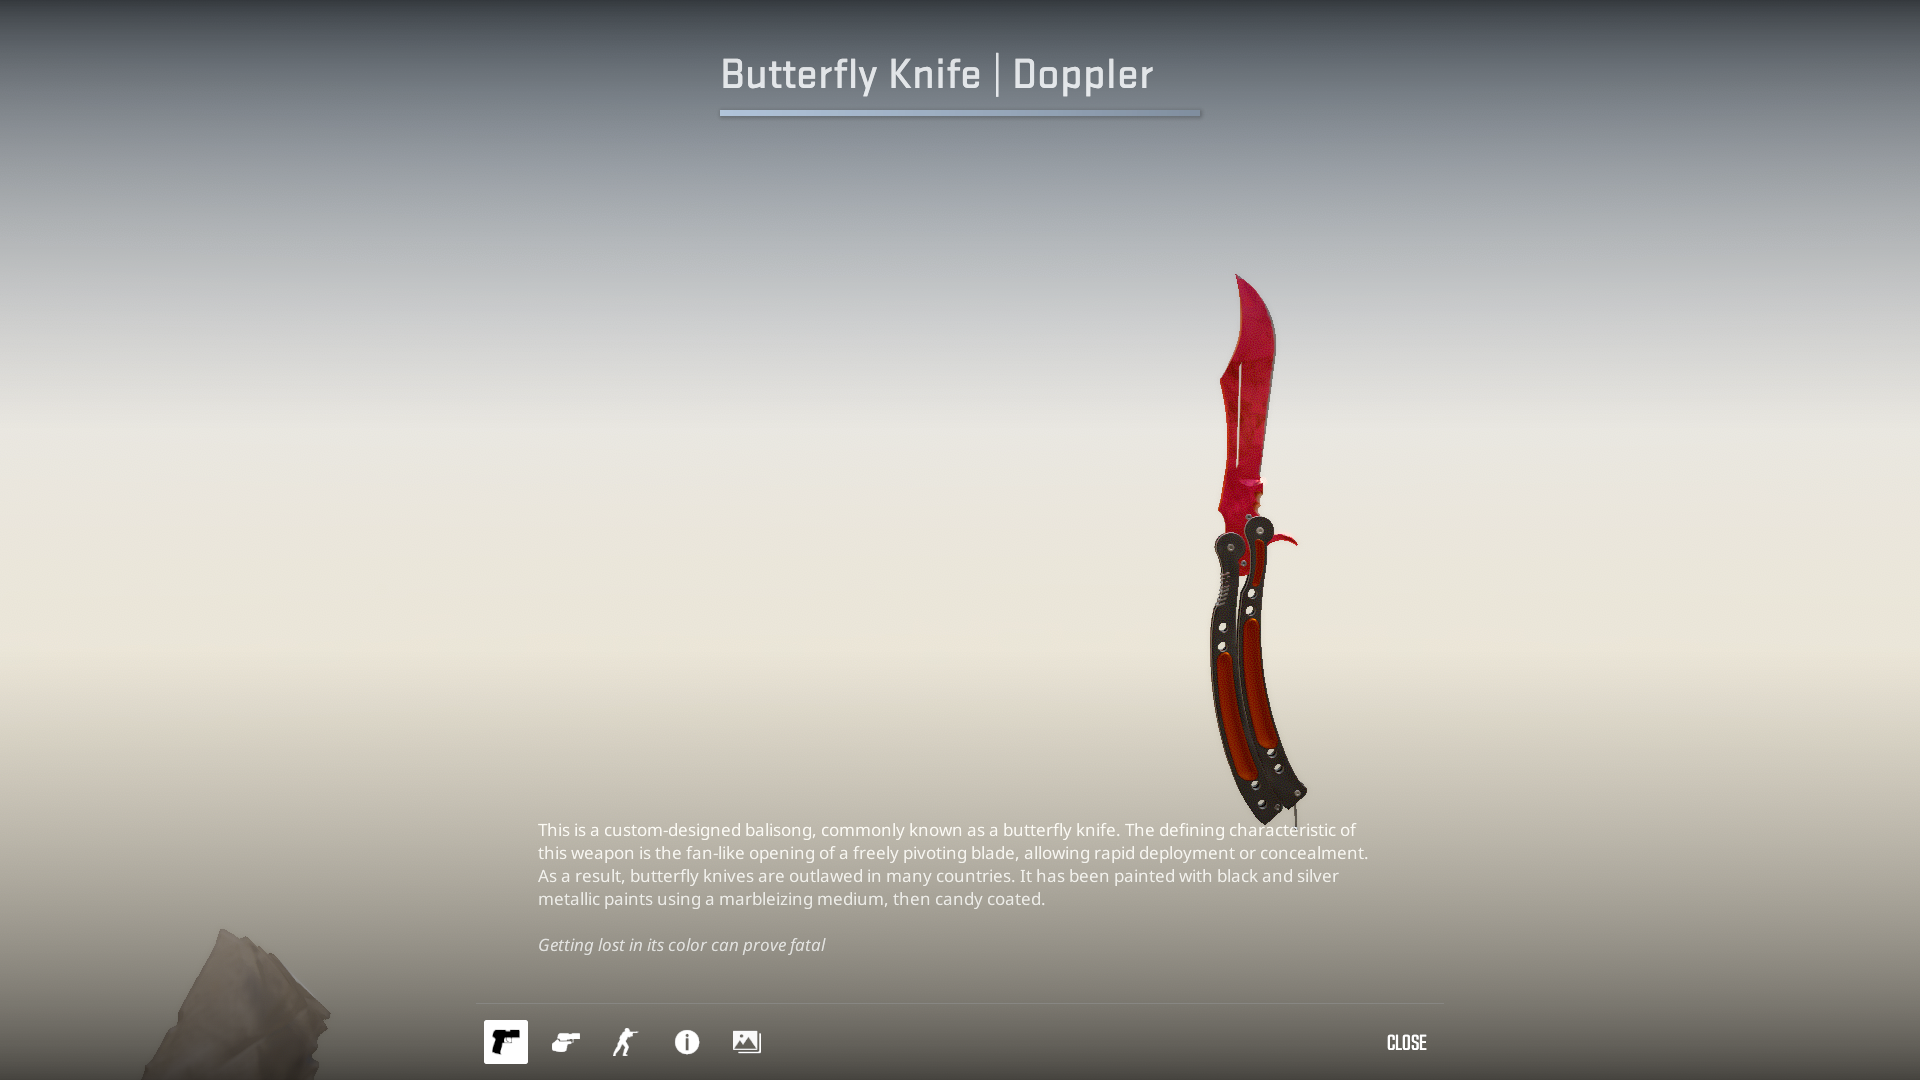 Butterfly Knife | Doppler
This is a custom-designed balisong, commonly known as a butterfly knife. The defining characteristic of
this weapon is the fan-like opening of a freely pivoting blade, allowing rapid deployment or concealment.
As a result, butterfly knives are outlawed in many countries. It has been painted with black and silver
metallic paints using a marbleizing medium, then candy coated.
Getting lost in its color can prove fatal
CLOSE